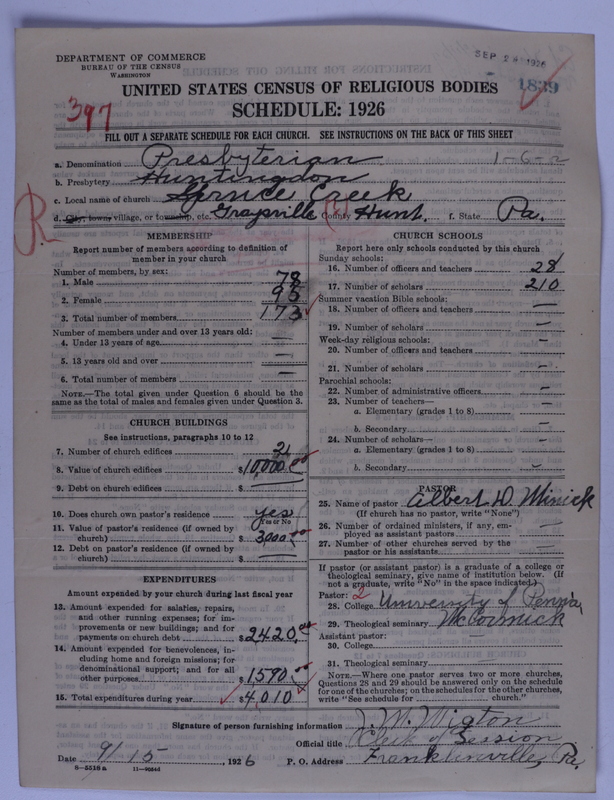 DEPARTMENT OF COMMERCE
BUREAU OF THE CENSUS
WASHINGTON
SEP 1926
1839
UNITED STATES CENSUS OF RELIGIOUS BODIES
SCHEDULE: 1926
397
FILL OUT A SEPARATE SCHEDULE FOR EACH CHURCH. SEE INSTRUCTIONS ON THE BACK OF THIS SHEET
a. Denomination Presbyterian 1-6-2
b. Presbytery Huntingdon
c. Local name of church Spruce Creek
d. City, town, village, or township, etc. Graysville County Hunt. f. State Pa.
R
MEMBERSHIP
Report number of members according to definition of
member in your church
Number of members, by sex:
1. Male 78
2. Female 95
3. Total number of members 173
Number of members under and over 13 years old:
4. Under 13 years of age —
5. 13 years old and over —
6. Total number of members —
NOTE.—The total given under Question 6 should be the
same as the total of males and females given under Question 3.
CHURCH BUILDINGS
See instructions, paragraphs 10 to 12
7. Number of church edifices
8. Value of church edifices $10,000.00
9. Debt on church edifices $ —
10. Does church own pastor's residence? yes
(Yes or No)
11. Value of pastor's residence (if owned by
church) $ 3000.00
12. Debt on pastor's residence (if owned by
church) $ —
EXPENDITURES
Amount expended by your church during last fiscal year
13. Amount expended for salaries, repairs,
and other running expenses; for im-
provements or new buildings; and for
payments on church debt $2420.00
14. Amount expended for benevolences, in-
cluding home and foreign missions; for
denominational support; and for all
other purposes $1590.00
15. Total expenditures during year $4,010
CHURCH SCHOOLS
Report here only schools conducted by this church
Sunday schools:
16. Number of officers and teachers 28
17. Number of scholars 210
Summer vacation Bible schools:
18. Number of officers and teachers —
19. Number of scholars —
Week-day religious schools: —
20. Number of officers and teachers
21. Number of scholars —
Parochial schools:
22. Number of administrative officers —
23. Number of teachers— —
a. Elementary (grades 1 to 8)
b. Secondary —
24. Number of scholars—
a. Elementary (grades 1 to 8) —
b. Secondary —
PASTOR
25. Name of pastor Albert D. Minick
(If church has no pastor, write "None")
26. Number of ordained ministers, if any, em-
ployed as assistant pastors —
27. Number of other churches served by the
pastor or his assistants —
If pastor (or assistant pastor) is a graduate of a college or
theological seminary, give name of institution below. (If
not a graduate, write "No" in the space indicated.)
Pastor: 2
28. College University of Penna,
29. Theological seminary McCormick
Assistant pastor:
30. College
31. Theological seminary
NOTE.—Where one pastor serves two or more churches,
Questions 28 and 29 should be answered only on the schedule
for one of the churches; on the schedules for the other churches,
write "See schedule for church."
Signature of person furnishing information J. W. Wigton
Official title Clerk of Session
Date 9/15, 1926 P. O. Address Franklinville, Pa.
8—5518a 11—9054d